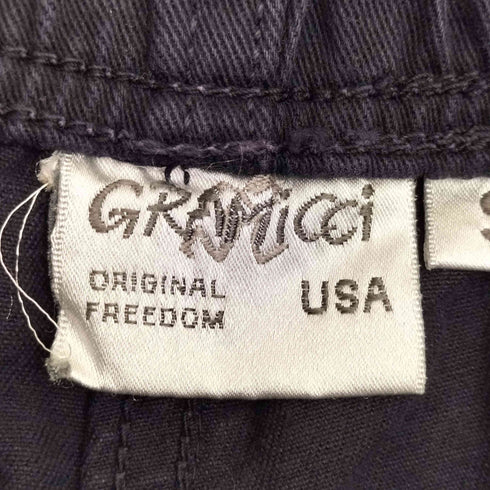 GRAMiCCi
ORIGINAL
FREEDOM
USA
S